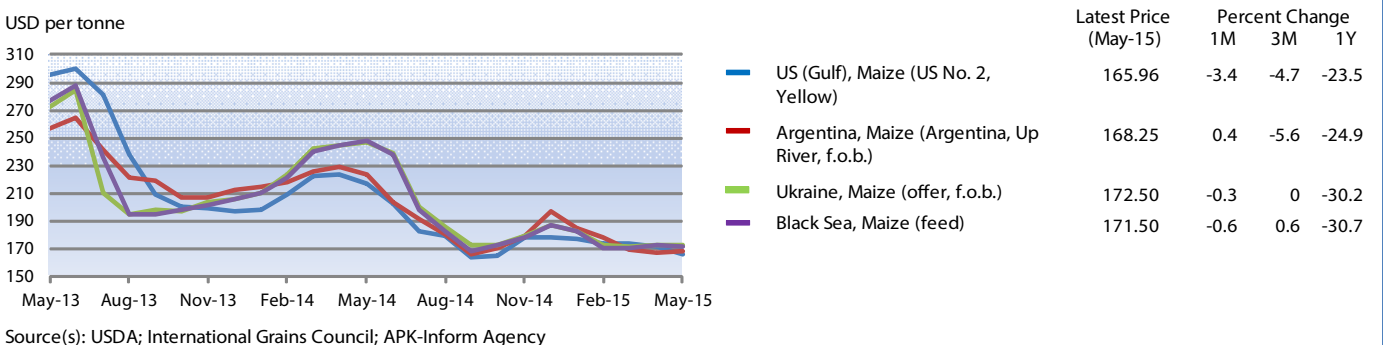 USD per tonne
310
290
270
250
230
210
190
170
150
May-13 Aug-13 Nov-13 Feb-14 May-14 Aug-14 Nov-14 Feb-15 May-15
Latest Price Percent Change
(May-15) 1M 3M 1Y
US (Gulf), Maize (US No. 2, 165.96 -3.4 -4.7 -23.5
Yellow)
Argentina, Maize (Argentina, Up 168.25 0.4 -5.6 -24.9
River, f.o.b.)
Ukraine, Maize (offer, f.o.b.) 172.50 -0.3 0 -30.2
Black Sea, Maize (feed) 171.50 -0.6 0.6 -30.7
Source(s): USDA; International Grains Council; APK-Inform Agency